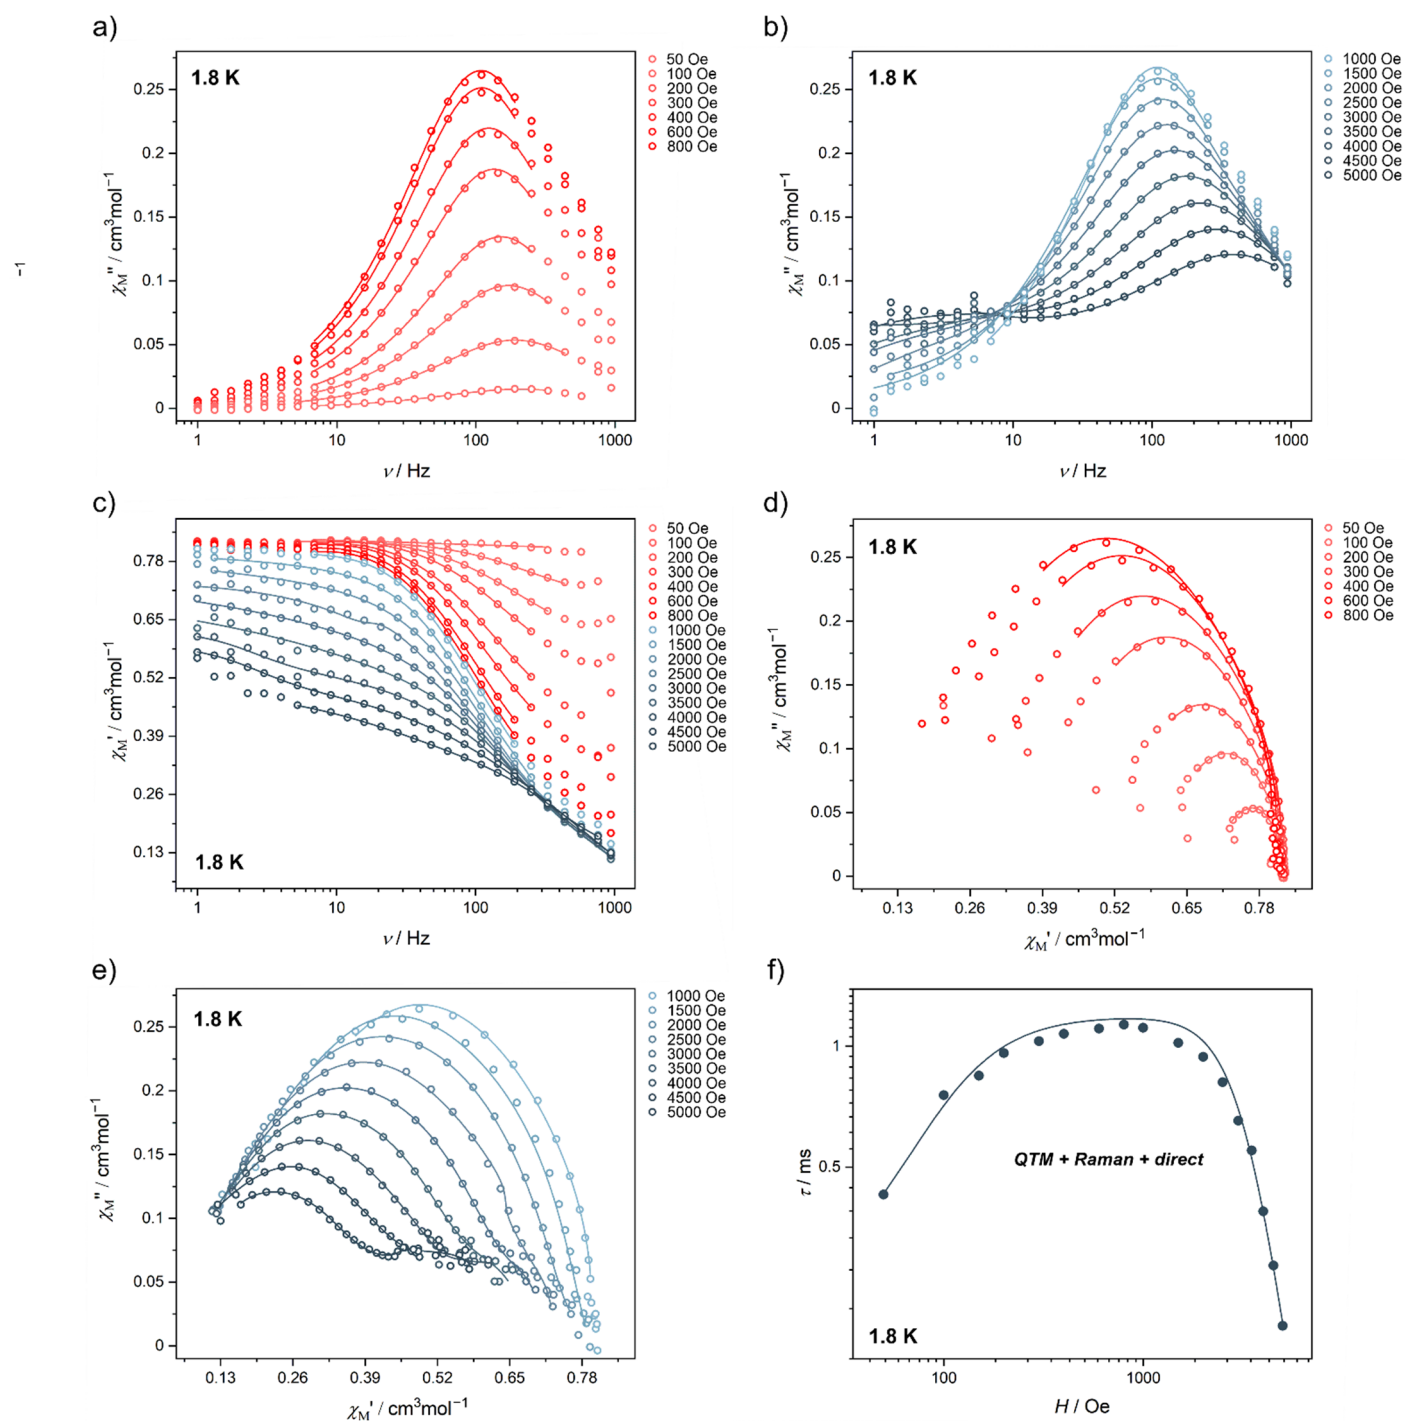 a)
1.8 K
50 Oe
100 Oe
200 Oe
300 Oe
400 Oe
600 Oe
800 Oe
0.25
0.2
0.15
0.1
0.05
0
χM'' / cm³mol⁻¹
1
10
100
1000
ν / Hz
−1
b)
1.8 K
1000 Oe
1500 Oe
2000 Oe
2500 Oe
3000 Oe
3500 Oe
4000 Oe
4500 Oe
5000 Oe
0.25
0.2
0.15
0.1
0.05
0
χM'' / cm³mol⁻¹
1
10
100
1000
ν / Hz
c)
50 Oe
100 Oe
200 Oe
300 Oe
400 Oe
600 Oe
800 Oe
1000 Oe
1500 Oe
2000 Oe
2500 Oe
3000 Oe
3500 Oe
4000 Oe
4500 Oe
5000 Oe
0.78
0.65
0.52
0.39
0.26
0.13
χM' / cm³mol⁻¹
1.8 K
1
10
100
1000
ν / Hz
d)
1.8 K
50 Oe
100 Oe
200 Oe
300 Oe
400 Oe
600 Oe
800 Oe
0.25
0.2
0.15
0.1
0.05
0
χM'' / cm³mol⁻¹
0.13
0.26
0.39
0.52
0.65
0.78
χM' / cm³mol⁻¹
e)
1.8 K
1000 Oe
1500 Oe
2000 Oe
2500 Oe
3000 Oe
3500 Oe
4000 Oe
4500 Oe
5000 Oe
0.25
0.2
0.15
0.1
0.05
0
χM'' / cm³mol⁻¹
0.13
0.26
0.39
0.52
0.65
0.78
χM' / cm³mol⁻¹
f)
1
0.5
τ / ms
QTM + Raman + direct
1.8 K
100
1000
H / Oe